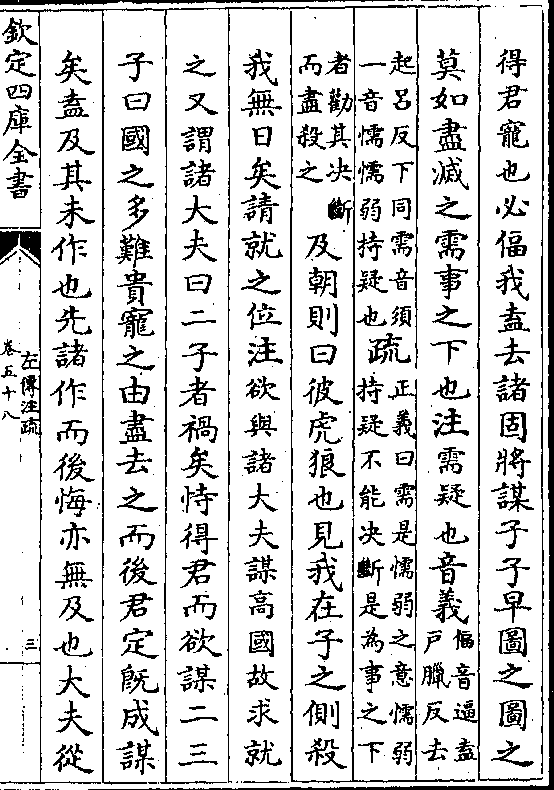 得君寵也必偪我盍去諸固將謀子子早圖之圖之
莫如盡滅之需事之下也注需疑也音義偪音逼盍
戸臘反去
起呂反下同需音須
一音懦懦弱持疑也疏正義曰需是懦弱之意懦弱
持疑不能决斷是為事之下
者勸其决斷
而盡殺之及朝則曰彼虎狼也見我在子之側殺
我無日矣請就之位注欲與諸大夫謀高國故求就
之又謂諸大夫曰二子者禍矣恃得君而欲謀二三
子曰國之多難貴寵之由盡去之而後君定既成謀
矣盍及其未作也先諸作而後悔亦無及也大夫從
欽定四庫全書
左傳注疏
卷五十八
三